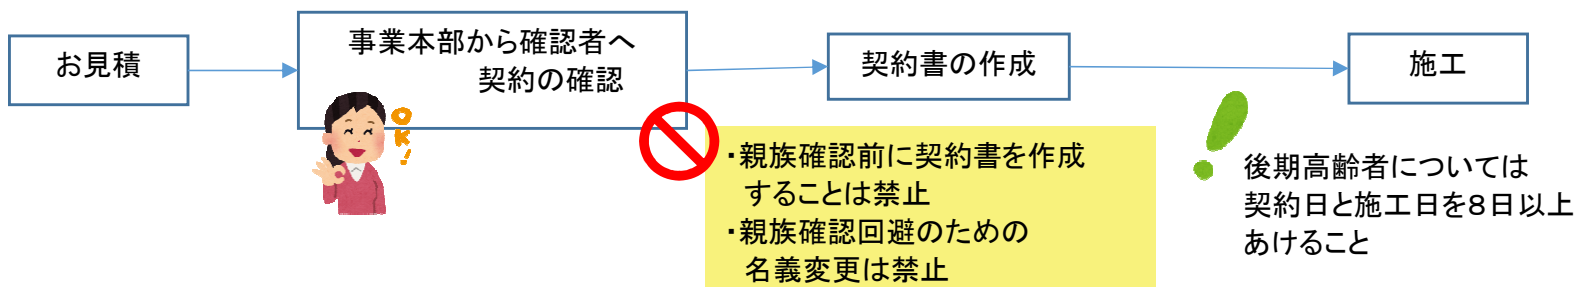 お見積
事業本部から確認者へ
契約の確認
OK!
契約書の作成
施工
・親族確認前に契約書を作成
することは禁止
・親族確認回避のための
名義変更は禁止
後期高齢者については
契約日と施工日を8日以上
あけること